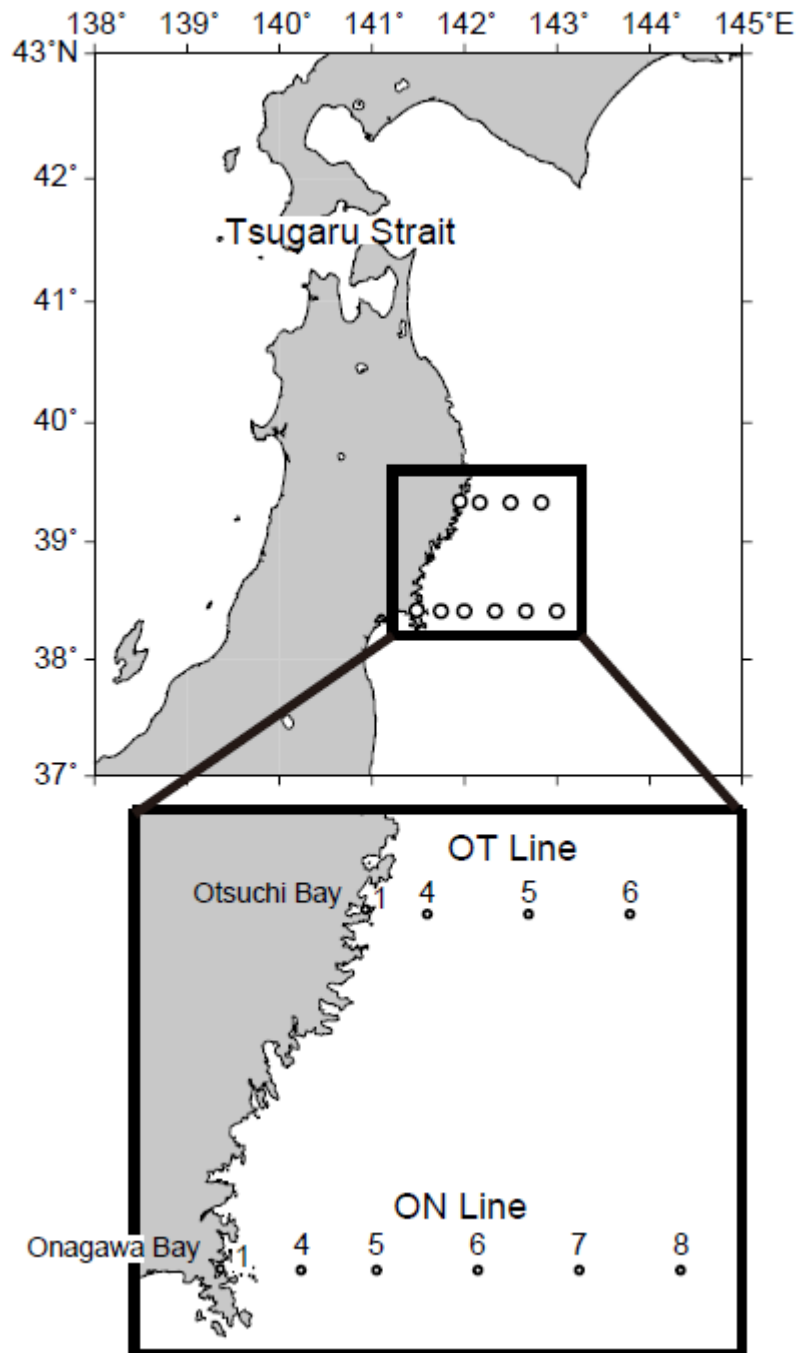 138° 139° 140° 141° 142° 143° 144° 145°E
43°N
42°
Tsugaru Strait
41°
40°
39°
38°
37°
OT Line
Otsuchi Bay 1 4 5 6
ON Line
Onagawa Bay 1 4 5 6 7 8